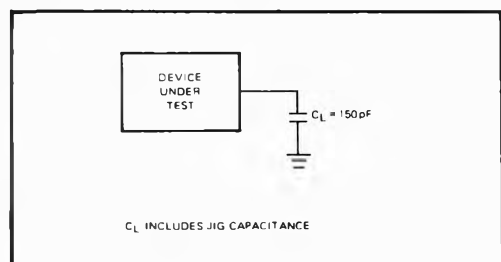 DEVICE
UNDER
TEST
CL = 150pF
CL INCLUDES JIG CAPACITANCE